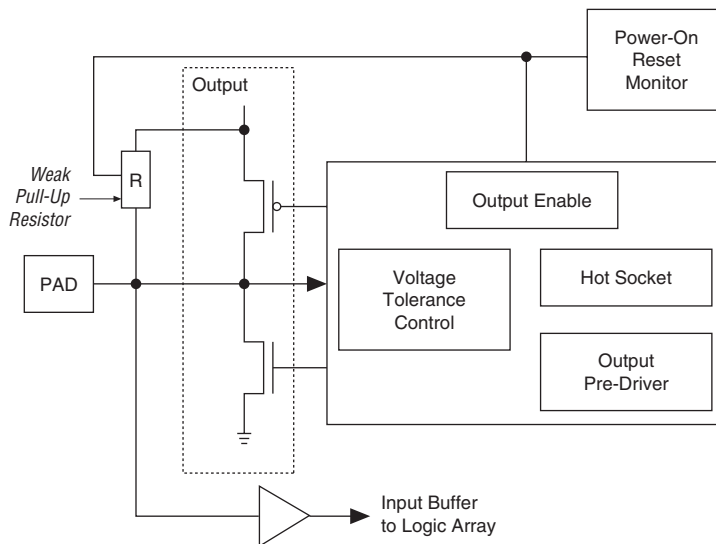 Power-On
Reset
Monitor
Output
Weak
Pull-Up
Resistor
R
Output Enable
PAD
Voltage
Tolerance
Control
Hot Socket
Output
Pre-Driver
Input Buffer
to Logic Array